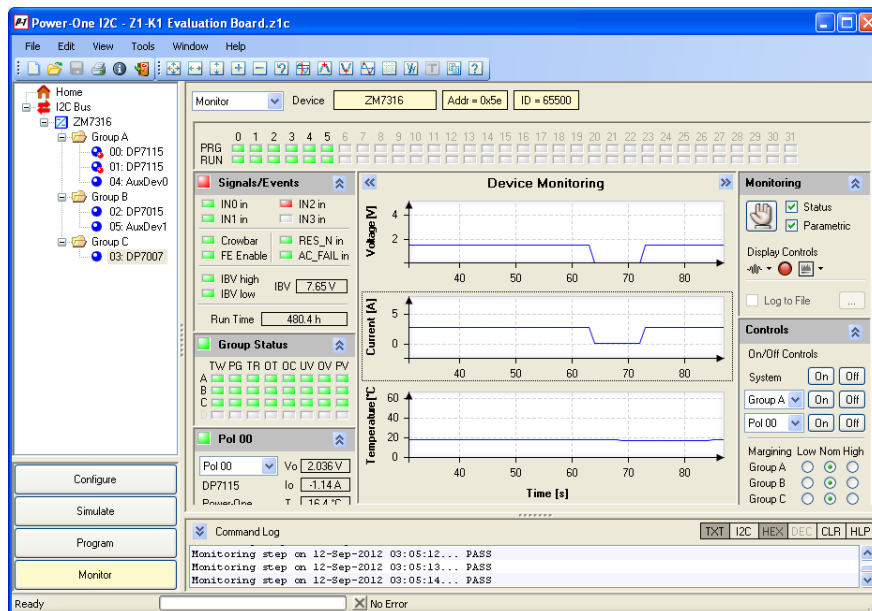 Power-One I2C - Z1-K1 Evaluation Board.z1c
File Edit View Tools Window Help
Home
I2C Bus
ZM7316
Group A
00: DP7115
01: DP7115
04: AuxDev0
Group B
02: DP7015
05: AuxDev1
Group C
03: DP7007
Configure
Simulate
Program
Monitor
Monitor Device ZM7316 Addr = 0x5e ID = 65500
0 1 2 3 4 5 6 7 8 9 10 11 12 13 14 15 16 17 18 19 20 21 22 23 24 25 26 27 28 29 30 31
PRG
RUN
Signals/Events
IN0 in IN2 in
IN1 in IN3 in
Crowbar RES_N in
FE Enable AC_FAIL in
IBV high
IBV low
IBV 7.65 V
Run Time 480.4 h
Group Status
TW PG TR OT OC UV OV PV
A
B
C
D
Pol 00
Pol 00 Vo 2.036 V
DP7115 Io -1.14 A
Power-One T 16.4 °C
Device Monitoring
Voltage [V]
4
2
40 50 60 70 80
Current [A]
5
0
40 50 60 70 80
Temperature[°C
60
40
20
0
40 50 60 70 80
Time [s]
Monitoring
Status
Parametric
Display Controls
Log to File ...
Controls
On/Off Controls
System On Off
Group A On Off
Pol 00 On Off
Margining Low Nom High
Group A
Group B
Group C
Command Log TXT I2C HEX DEC CLR HLP
Monitoring step on 12-Sep-2012 03:05:12... PASS
Monitoring step on 12-Sep-2012 03:05:13... PASS
Monitoring step on 12-Sep-2012 03:05:14... PASS
Ready No Error